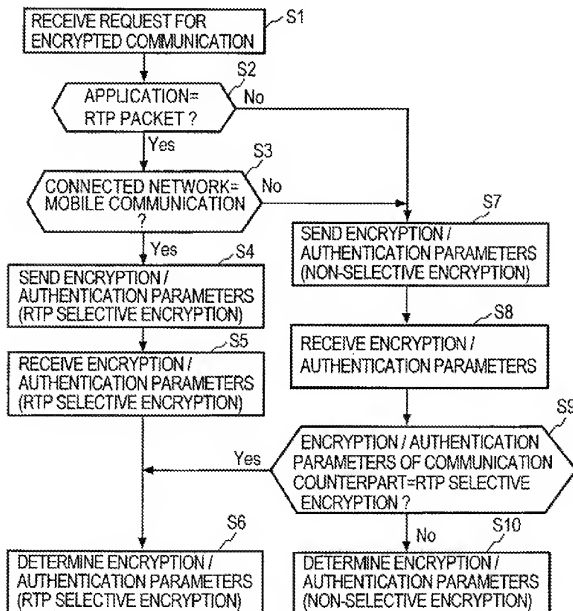 RECEIVE REQUEST FOR
ENCRYPTED COMMUNICATION
S1
S2
APPLICATION=
RTP PACKET ?
No
Yes
S3
CONNECTED NETWORK=
MOBILE COMMUNICATION
?
No
Yes
S4
SEND ENCRYPTION /
AUTHENTICATION PARAMETERS
(RTP SELECTIVE ENCRYPTION)
S5
RECEIVE ENCRYPTION /
AUTHENTICATION PARAMETERS
(RTP SELECTIVE ENCRYPTION)
S7
SEND ENCRYPTION /
AUTHENTICATION PARAMETERS
(NON-SELECTIVE ENCRYPTION)
S8
RECEIVE ENCRYPTION /
AUTHENTICATION PARAMETERS
S9
ENCRYPTION / AUTHENTICATION
PARAMETERS OF COMMUNICATION
COUNTERPART=RTP SELECTIVE
ENCRYPTION ?
Yes
No
S6
DETERMINE ENCRYPTION /
AUTHENTICATION PARAMETERS
(RTP SELECTIVE ENCRYPTION)
S10
DETERMINE ENCRYPTION /
AUTHENTICATION PARAMETERS
(NON-SELECTIVE ENCRYPTION)